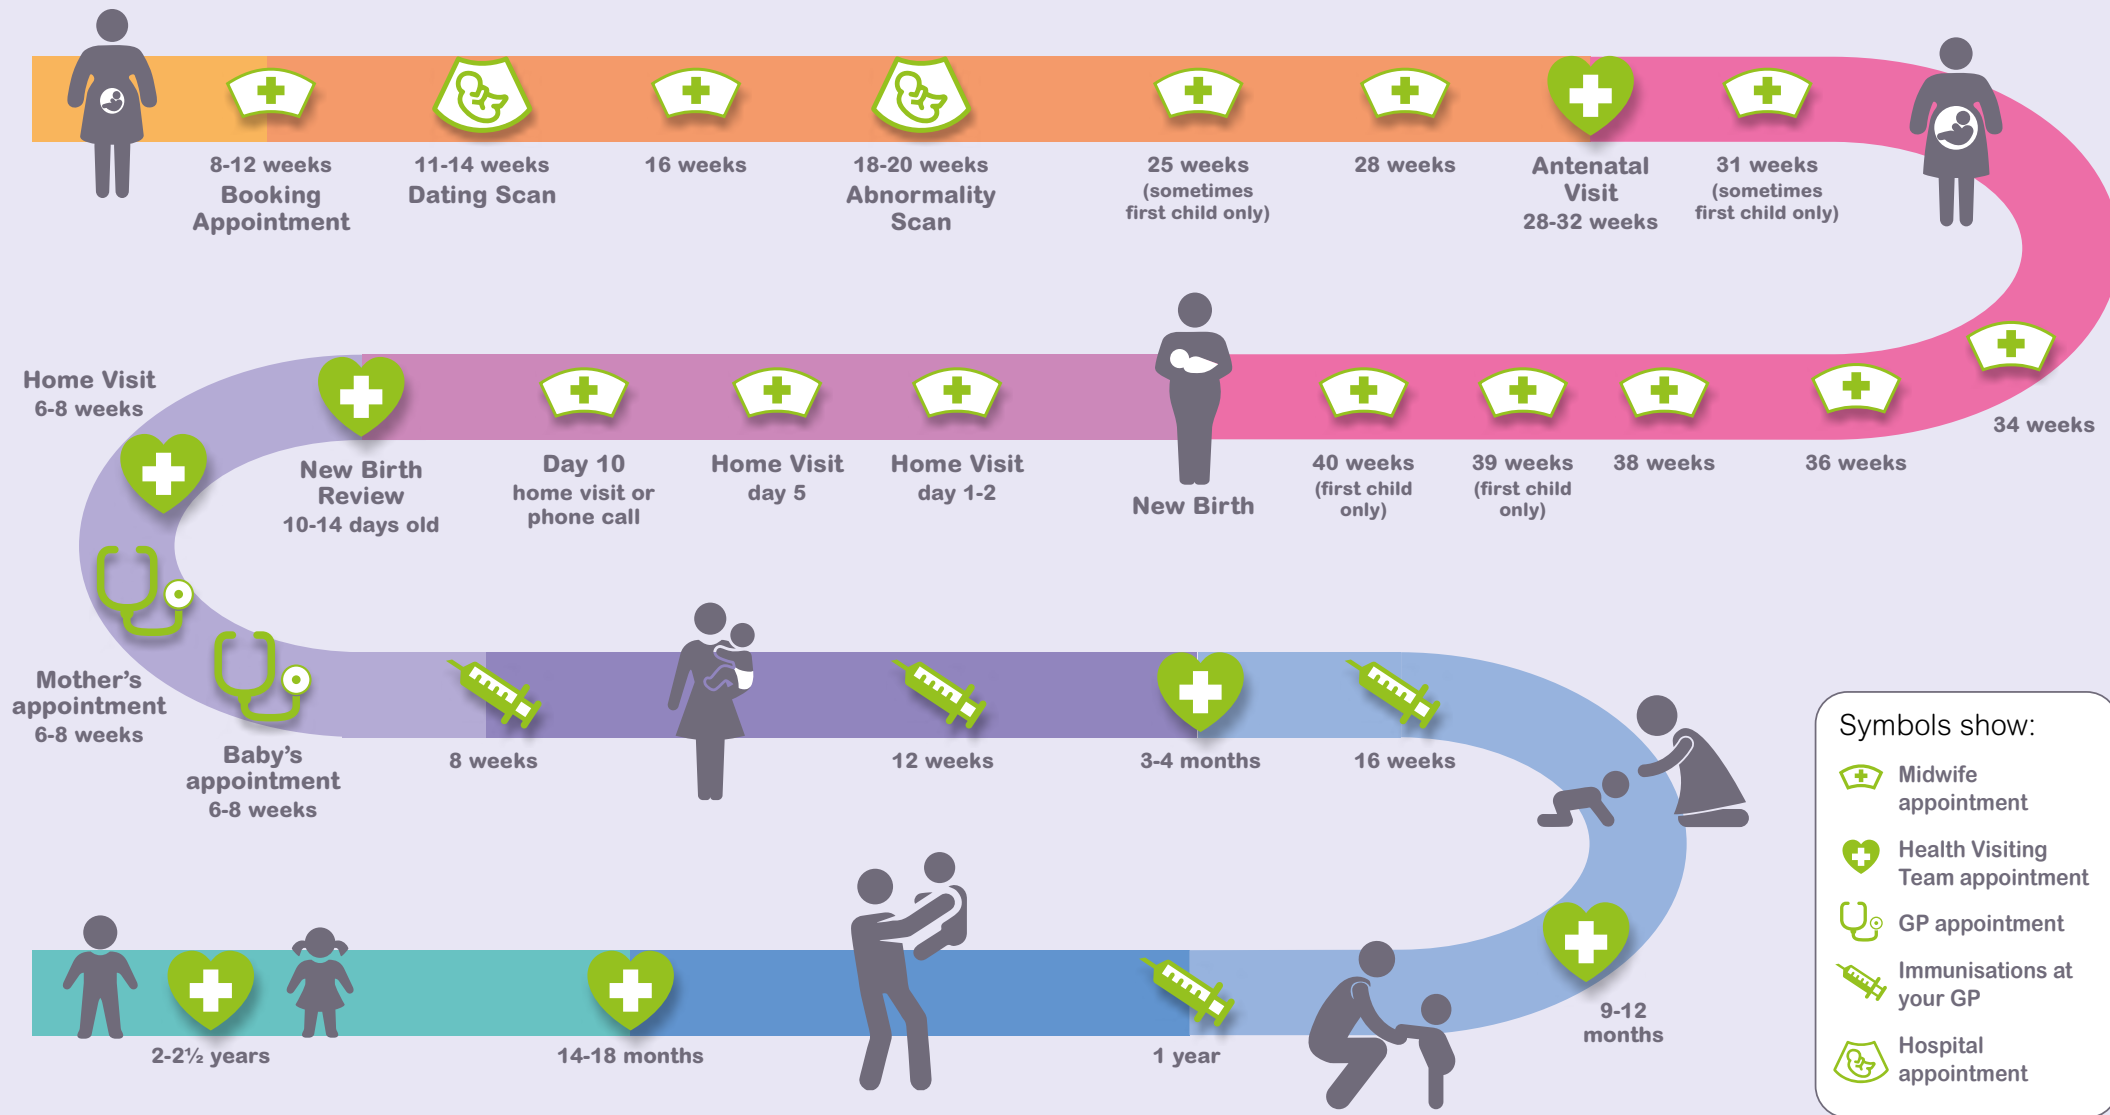 8-12 weeks
Booking
Appointment
11-14 weeks
Dating Scan
16 weeks
18-20 weeks
Abnormality
Scan
25 weeks
(sometimes
first child only)
28 weeks
Antenatal
Visit
28-32 weeks
31 weeks
(sometimes
first child only)
34 weeks
36 weeks
38 weeks
39 weeks
(first child
only)
40 weeks
(first child
only)
New Birth
Home Visit
day 1-2
Home Visit
day 5
Day 10
home visit or
phone call
New Birth
Review
10-14 days old
Home Visit
6-8 weeks
Mother's
appointment
6-8 weeks
Baby's
appointment
6-8 weeks
8 weeks
12 weeks
3-4 months
16 weeks
9-12
months
1 year
14-18 months
2-2½ years
Symbols show:
Midwife
appointment
Health Visiting
Team appointment
GP appointment
Immunisations at
your GP
Hospital
appointment